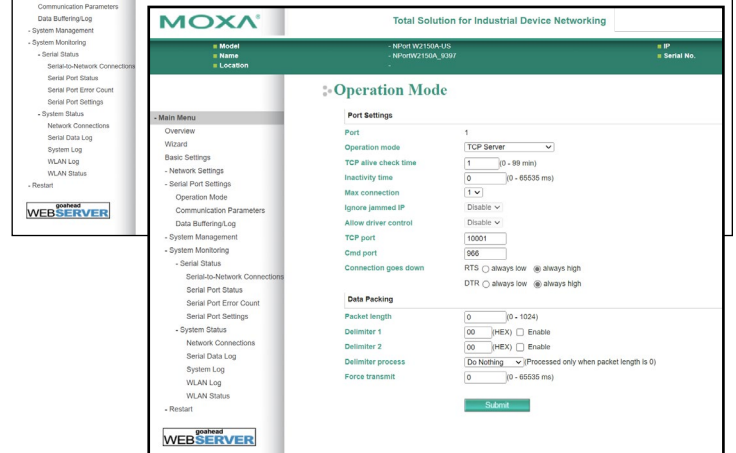 Communication Parameters
Data Buffering/Log
- System Management
- System Monitoring
- Serial Status
Serial-to-Network Connections
Serial Port Status
Serial Port Error Count
Serial Port Settings
- System Status
Network Connections
Serial Data Log
System Log
WLAN Log
WLAN Status
- Restart
goahead
WEBSERVER
MOXA®
Total Solution for Industrial Device Networking
Model - NPort W2150A-US IP
Name - NPortW2150A_9397 Serial No.
Location -
- Main Menu
Overview
Wizard
Basic Settings
- Network Settings
- Serial Port Settings
Operation Mode
Communication Parameters
Data Buffering/Log
- System Management
- System Monitoring
- Serial Status
Serial-to-Network Connections
Serial Port Status
Serial Port Error Count
Serial Port Settings
- System Status
Network Connections
Serial Data Log
System Log
WLAN Log
WLAN Status
- Restart
goahead
WEBSERVER
Operation Mode
Port Settings
Port 1
Operation mode TCP Server
TCP alive check time 1 (0 - 99 min)
Inactivity time 0 (0 - 65535 ms)
Max connection 1
Ignore jammed IP Disable
Allow driver control Disable
TCP port 10001
Cmd port 966
Connection goes down RTS always low always high
DTR always low always high
Data Packing
Packet length 0 (0 - 1024)
Delimiter 1 00 (HEX) Enable
Delimiter 2 00 (HEX) Enable
Delimiter process Do Nothing (Processed only when packet length is 0)
Force transmit 0 (0 - 65535 ms)
Submit